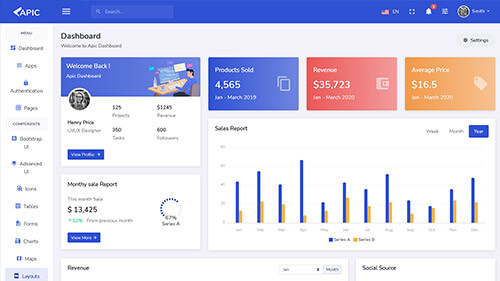 APIC
Search...
EN
Smith
MENU
Dashboard
Apps
Authentication
Pages
COMPONENTS
Bootstrap UI
Advanced UI
Icons
Tables
Forms
Charts
Maps
Layouts
Dashboard
Welcome to Apic Dashboard
Settings
Welcome Back !
Apic Dashboard
Henry Price
UI/UX Designer
125
Projects
$1245
Revenue
350
Tasks
600
Followers
View Profile
Products Sold
4,565
Jan - March 2019
Revenue
$35,723
Jan - March 2020
Average Price
$16.5
Jan - March 2020
Monthy sale Report
This month Sale
$ 13,425
12% From previous month
67%
Series A
View More
Sales Report
Week
Month
Year
80
60
40
20
0
Jan Feb Mar Apr May Jun Jul Aug Sep Oct Nov Dec
Series A Series B
Revenue
Jan
Month
Social Source